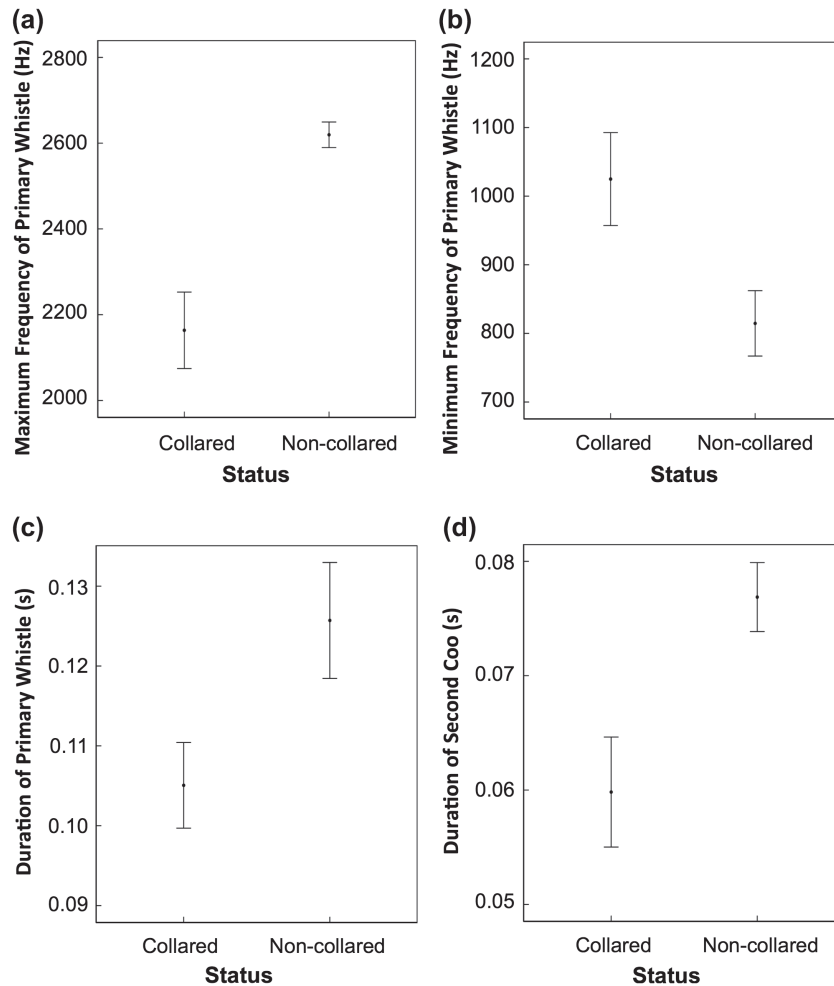 (a)
Maximum Frequency of Primary Whistle (Hz)
2800
2600
2400
2200
2000
Collared Non-collared
Status
(b)
Minimum Frequency of Primary Whistle (Hz)
1200
1100
1000
900
800
700
Collared Non-collared
Status
(c)
Duration of Primary Whistle (s)
0.13
0.12
0.11
0.10
0.09
Collared Non-collared
Status
(d)
Duration of Second Coo (s)
0.08
0.07
0.06
0.05
Collared Non-collared
Status